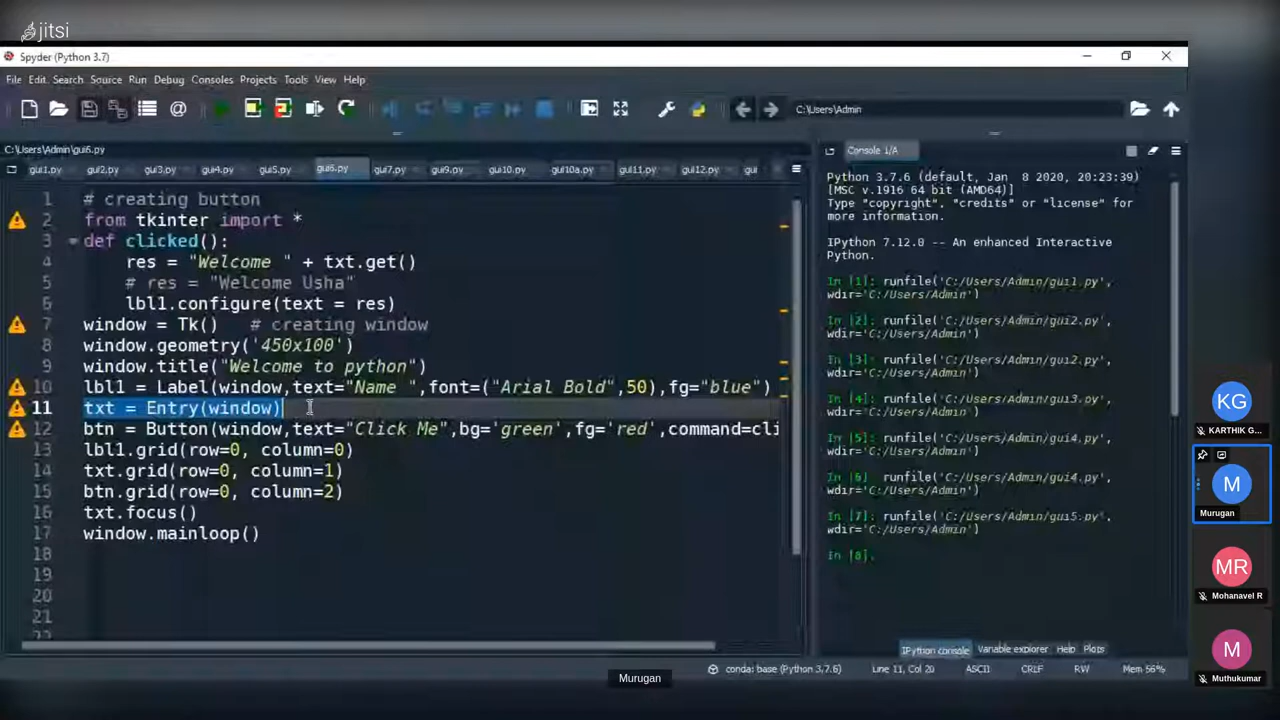 jitsi
Spyder (Python 3.7)
File Edit Search Source Run Debug Consoles Projects Tools View Help
C:\Users\Admin
C:\Users\Admin\gui6.py
gui1.py gui2.py gui3.py gui4.py gui5.py gui6.py gui7.py gui9.py gui10.py gui10a.py gui11.py gui12.py gui
1 # creating button
2 from tkinter import *
3 def clicked():
4 res = "Welcome " + txt.get()
5 # res = "Welcome Usha"
6 lbl1.configure(text = res)
7 window = Tk() # creating window
8 window.geometry('450x100')
9 window.title("Welcome to python")
10 lbl1 = Label(window,text="Name ",font=("Arial Bold",50),fg="blue")
11 txt = Entry(window)
12 btn = Button(window,text="Click Me",bg='green',fg='red',command=cli
13 lbl1.grid(row=0, column=0)
14 txt.grid(row=0, column=1)
15 btn.grid(row=0, column=2)
16 txt.focus()
17 window.mainloop()
18
19
20
21
22
Console 1/A
Python 3.7.6 (default, Jan 8 2020, 20:23:39)
[MSC v.1916 64 bit (AMD64)]
Type "copyright", "credits" or "license" for
more information.
IPython 7.12.0 -- An enhanced Interactive
Python.
In [1]: runfile('C:/Users/Admin/gui1.py',
wdir='C:/Users/Admin')
In [2]: runfile('C:/Users/Admin/gui2.py',
wdir='C:/Users/Admin')
In [3]: runfile('C:/Users/Admin/gui2.py',
wdir='C:/Users/Admin')
In [4]: runfile('C:/Users/Admin/gui3.py',
wdir='C:/Users/Admin')
In [5]: runfile('C:/Users/Admin/gui4.py',
wdir='C:/Users/Admin')
In [6]: runfile('C:/Users/Admin/gui4.py',
wdir='C:/Users/Admin')
In [7]: runfile('C:/Users/Admin/gui5.py',
wdir='C:/Users/Admin')
In [8]:
IPython console Variable explorer Help Plots
conda: base (Python 3.7.6) Line 11, Col 20 ASCII CRLF RW Mem 56%
Murugan
KG
KARTHIK G...
M
Murugan
MR
Mohanavel R
M
Muthukumar